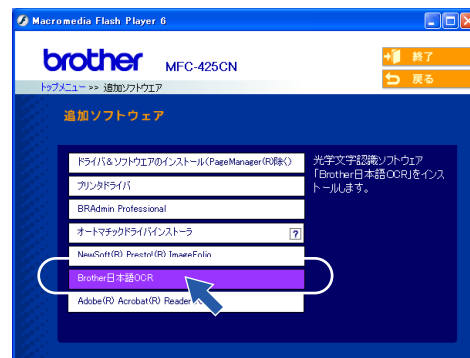 Macromedia Flash Player 6
brother MFC-425CN
終了
戻る
トップメニュー >> 追加ソフトウエア
追加ソフトウェア
ドライバ&ソフトウエアのインストール(PageManager(R)除く)
プリンタドライバ
BRAdmin Professional
オートマチックドライバインストーラ ?
NewSoft(R) Presto!(R) ImageFolio
Brother日本語OCR
Adobe(R) Acrobat(R) Reader
光学文字認識ソフトウェア
「Brother日本語OCR」をインス
トールします。